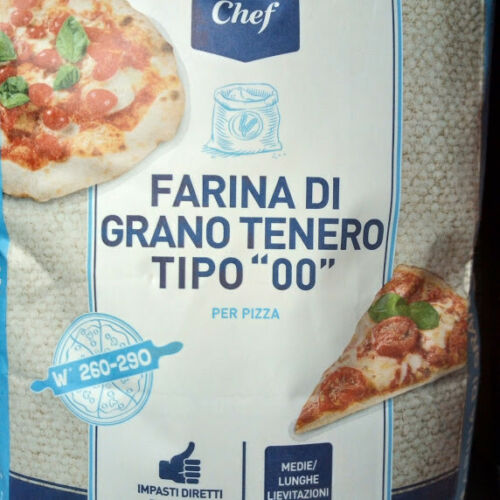 Chef
FARINA DI
GRANO TENERO
TIPO "00"
PER PIZZA
W* 260-290
IMPASTI DIRETTI
MEDIE/
LUNGHE
LIEVITAZIONI